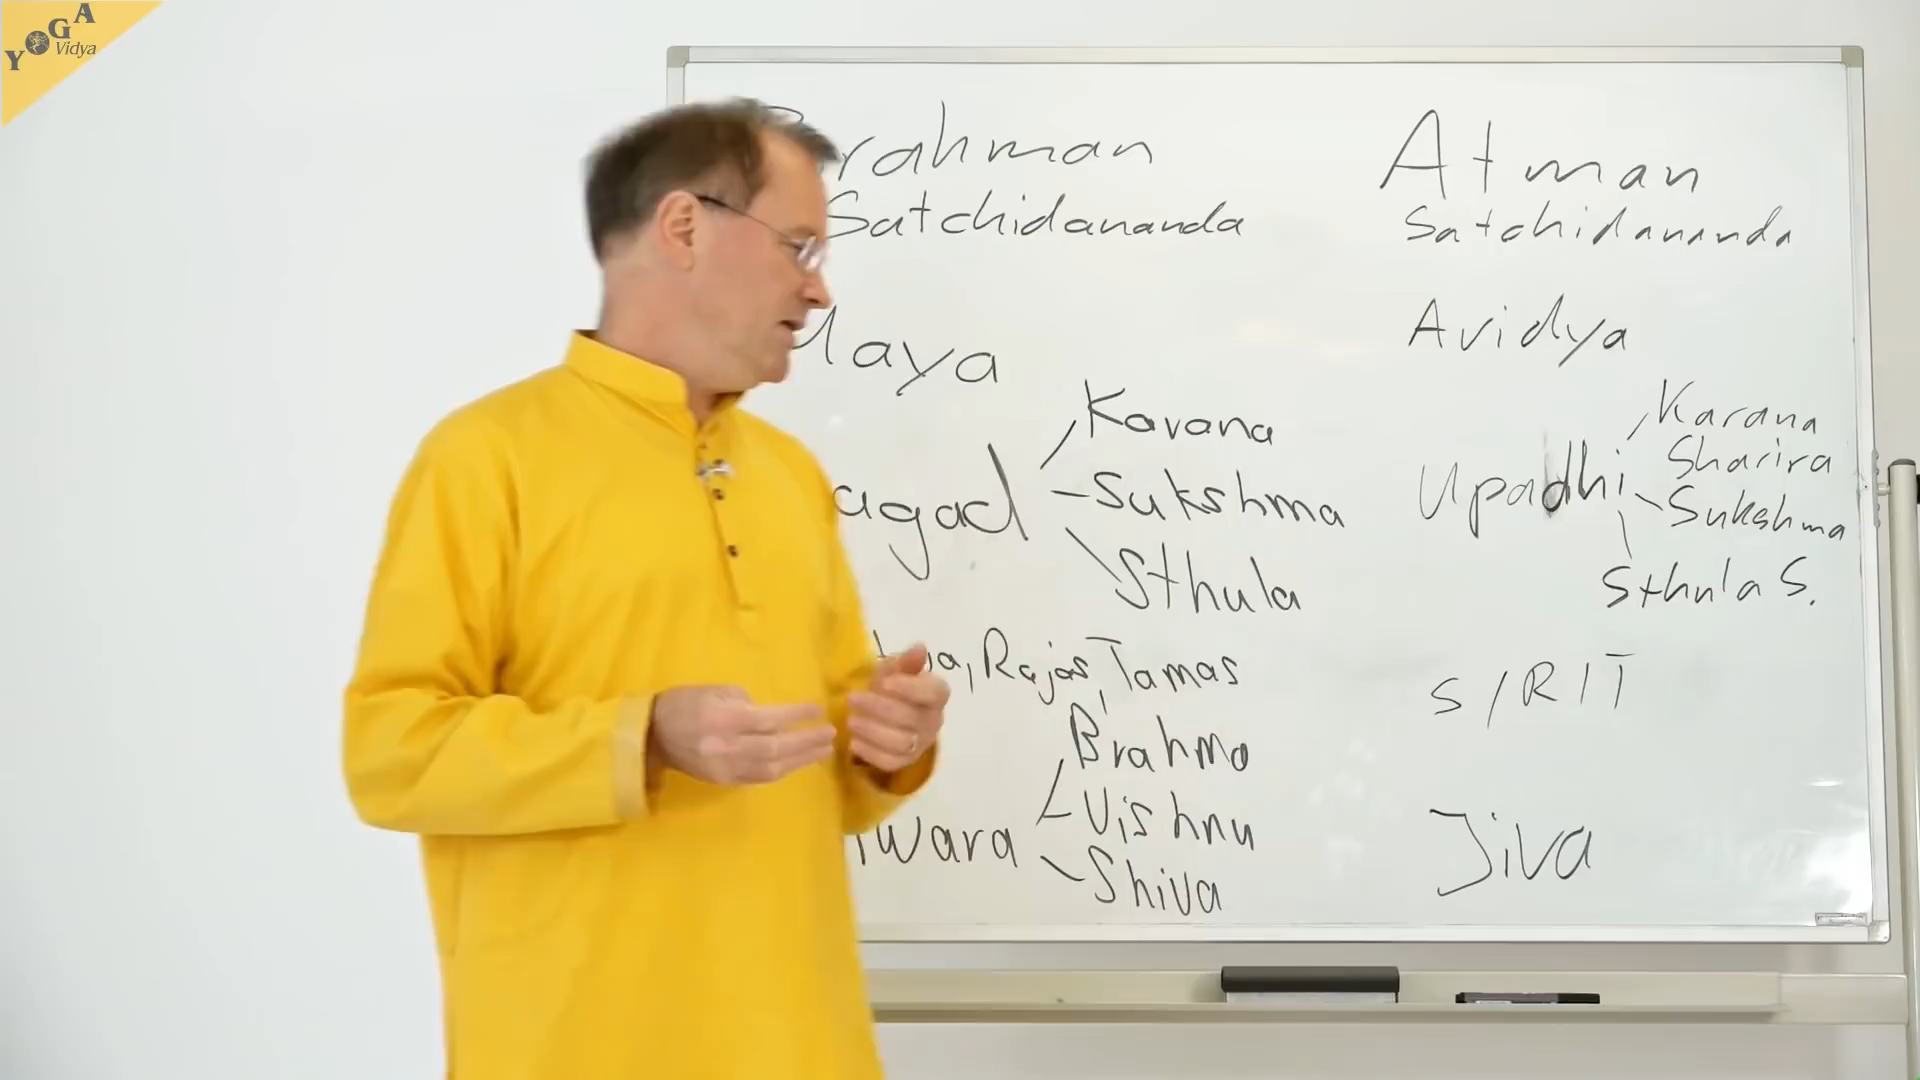 YOGA
Vidya
rahman
Satchidananda
aya
Karana
agad
Sukshma
Sthula
a, Rajas, Tamas
Brahma
wara
Vishnu
Shiva
Atman
Satchidananda
Avidya
Karana
Sharira
Upadhi
Sukshma
Sthula S.
S/R/T
Jiva